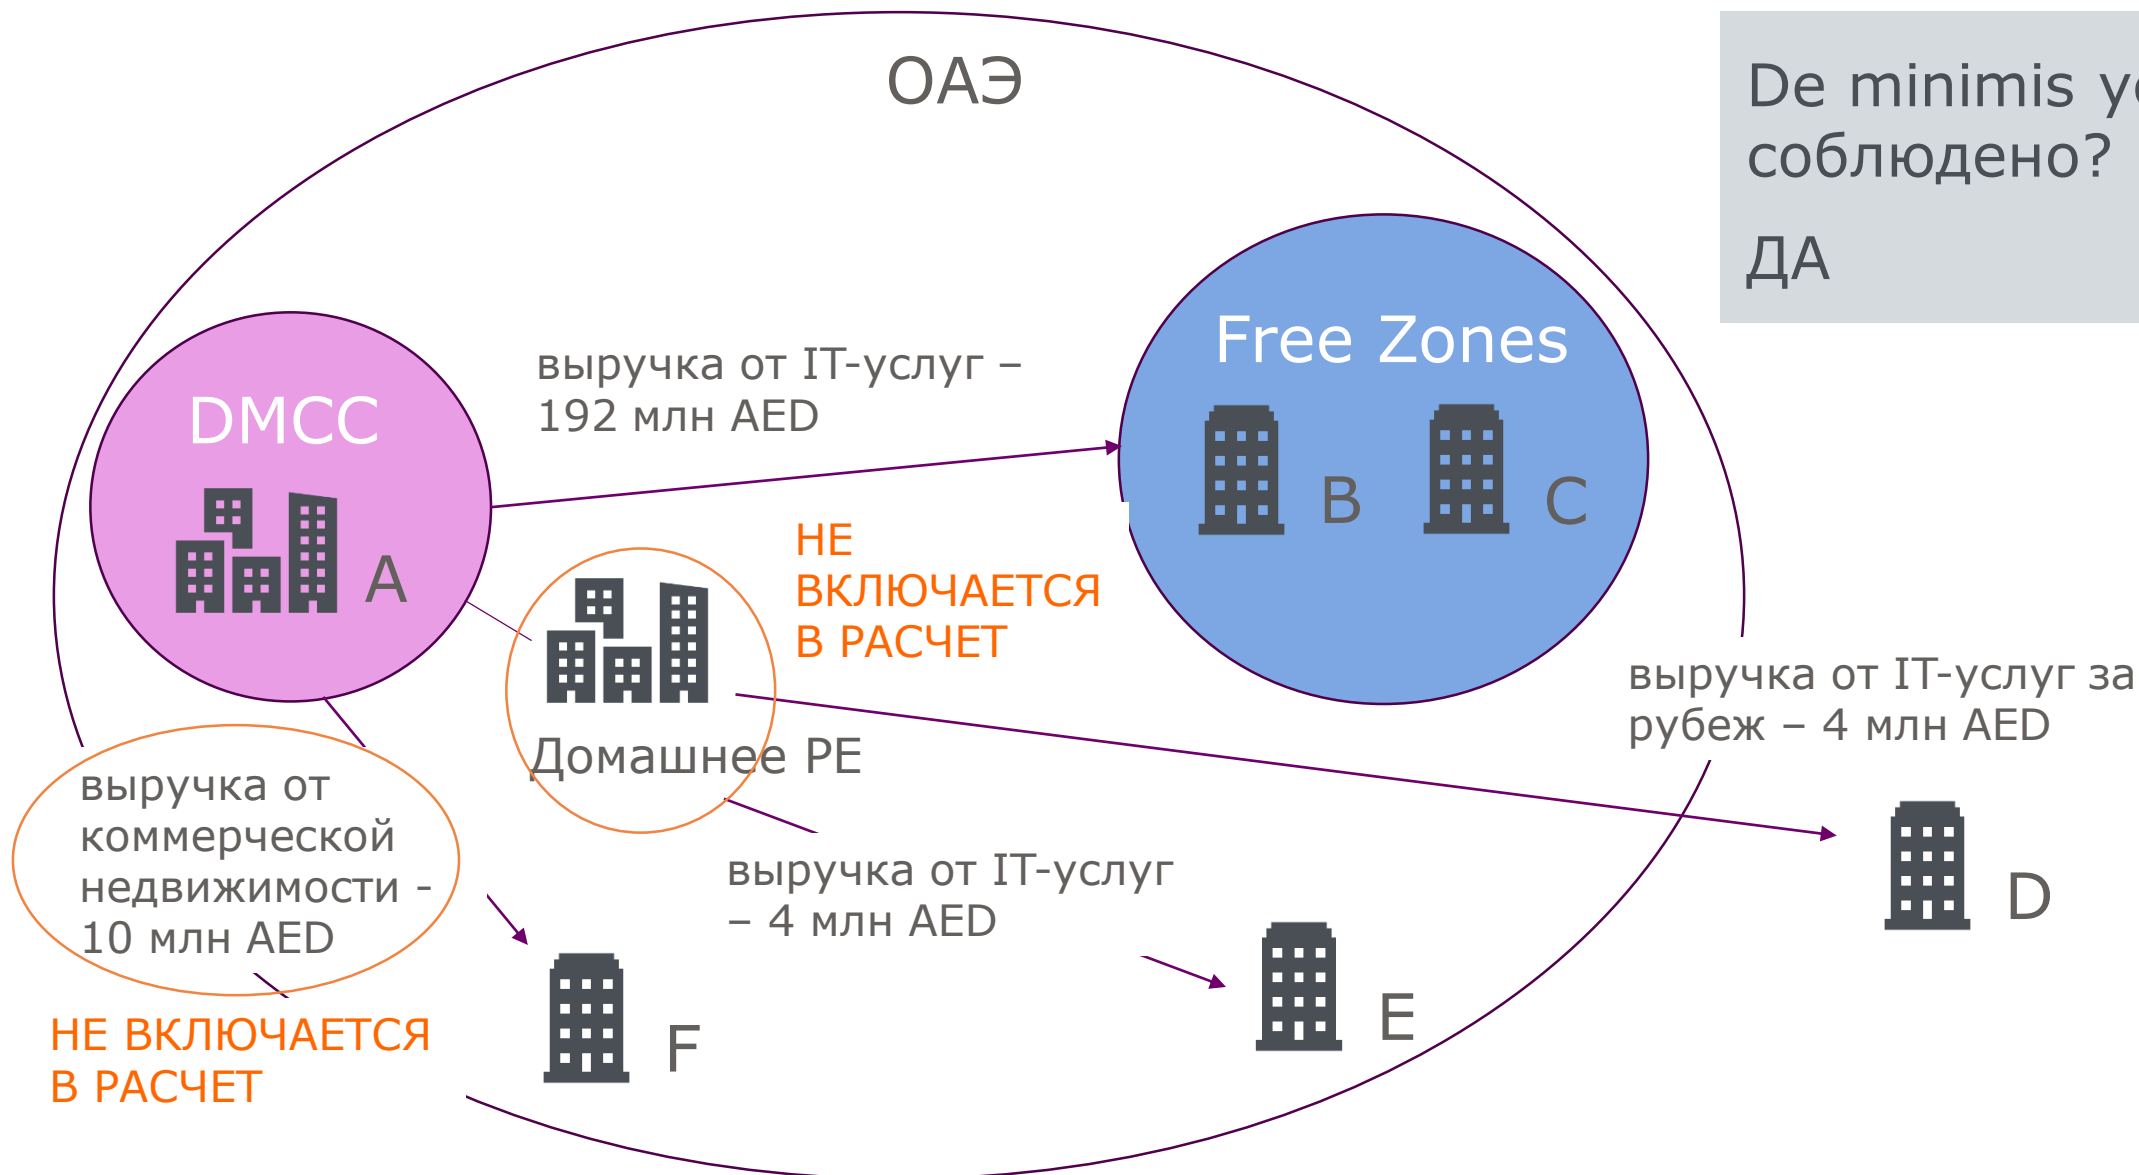 ОАЭ
De minimis
соблюдено?
ДА
DMCC
A
выручка от IT-услуг –
192 млн AED
Free Zones
B
C
НЕ
ВКЛЮЧАЕТСЯ
В РАСЧЕТ
Домашнее PE
выручка от IT-услуг за
рубеж – 4 млн AED
D
выручка от
коммерческой
недвижимости -
10 млн AED
НЕ ВКЛЮЧАЕТСЯ
В РАСЧЕТ
F
выручка от IT-услуг
– 4 млн AED
E